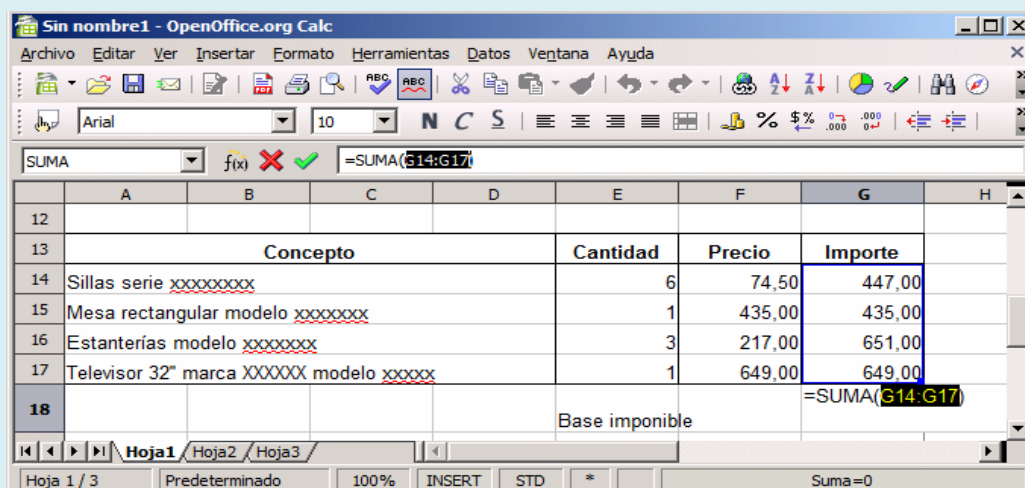 Sin nombre1 - OpenOffice.org Calc
Archivo Editar Ver Insertar Formato Herramientas Datos Ventana Ayuda
ABC ABC
Arial 10 N C S
SUMA f(x) =SUMA(G14:G17
A B C D E F G H
12
13 Concepto Cantidad Precio Importe
14 Sillas serie xxxxxxxx 6 74,50 447,00
15 Mesa rectangular modelo xxxxxxx 1 435,00 435,00
16 Estanterías modelo xxxxxxx 3 217,00 651,00
17 Televisor 32" marca XXXXXX modelo xxxxx 1 649,00 649,00
18 Base imponible =SUMA(G14:G17)
Hoja1 Hoja2 Hoja3
Hoja 1 / 3 Predeterminado 100% INSERT STD * Suma=0